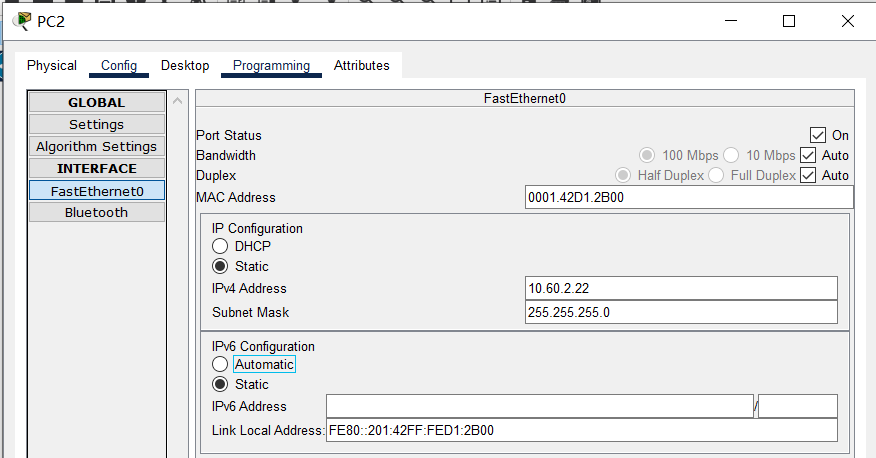 PC2
Physical Config Desktop Programming Attributes
GLOBAL
Settings
Algorithm Settings
INTERFACE
FastEthernet0
Bluetooth
FastEthernet0
Port Status On
Bandwidth 100 Mbps 10 Mbps Auto
Duplex Half Duplex Full Duplex Auto
MAC Address 0001.42D1.2B00
IP Configuration
DHCP
Static
IPv4 Address 10.60.2.22
Subnet Mask 255.255.255.0
IPv6 Configuration
Automatic
Static
IPv6 Address /
Link Local Address: FE80::201:42FF:FED1:2B00